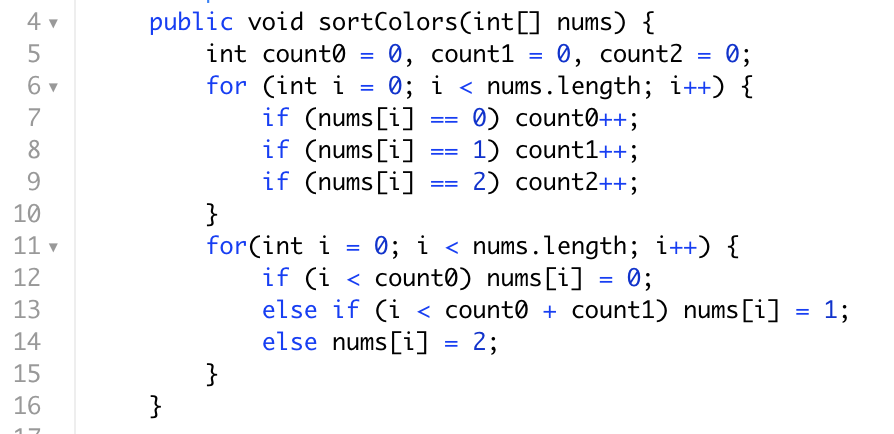 4 public void sortColors(int[] nums) {
5 int count0 = 0, count1 = 0, count2 = 0;
6 for (int i = 0; i < nums.length; i++) {
7 if (nums[i] == 0) count0++;
8 if (nums[i] == 1) count1++;
9 if (nums[i] == 2) count2++;
10 }
11 for(int i = 0; i < nums.length; i++) {
12 if (i < count0) nums[i] = 0;
13 else if (i < count0 + count1) nums[i] = 1;
14 else nums[i] = 2;
15 }
16 }